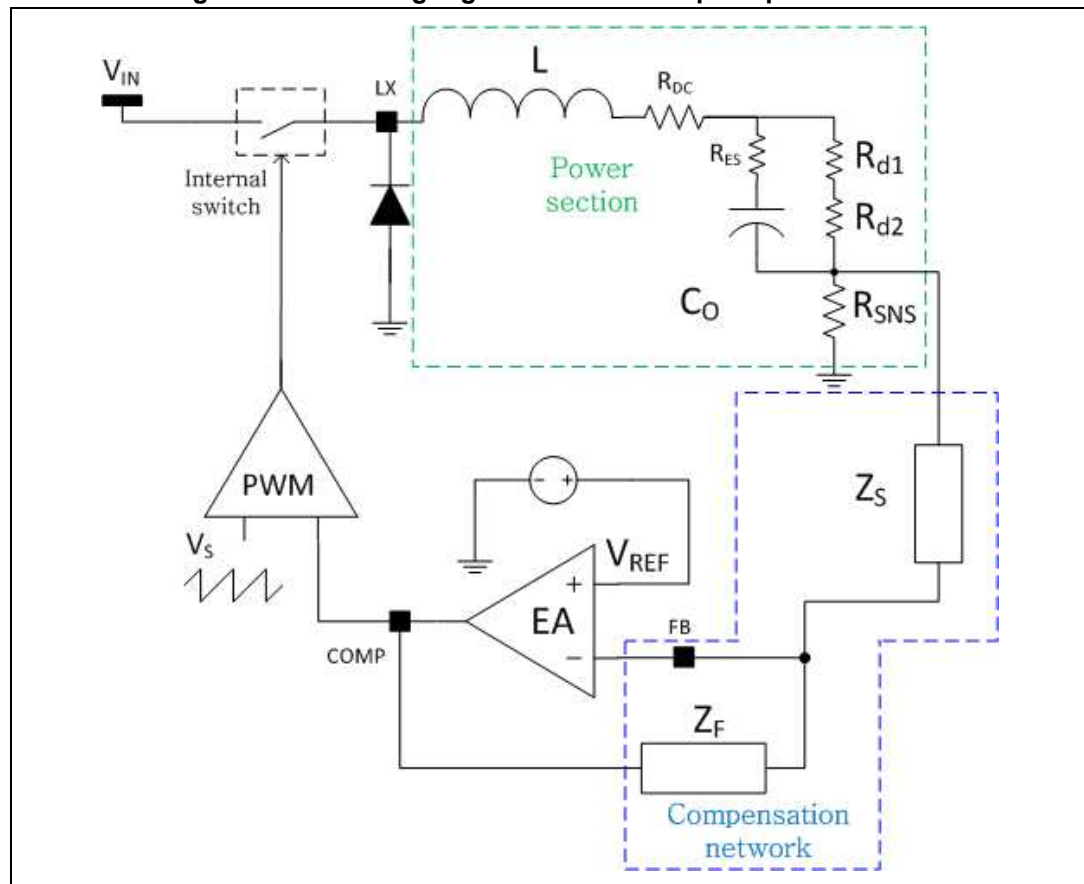 V_IN
LX
L
R_DC
R_ES
R_d1
R_d2
Internal
switch
Power
section
C_O
R_SNS
PWM
V_S
V_REF
- +
+
EA
-
COMP
FB
Z_S
Z_F
Compensation
network